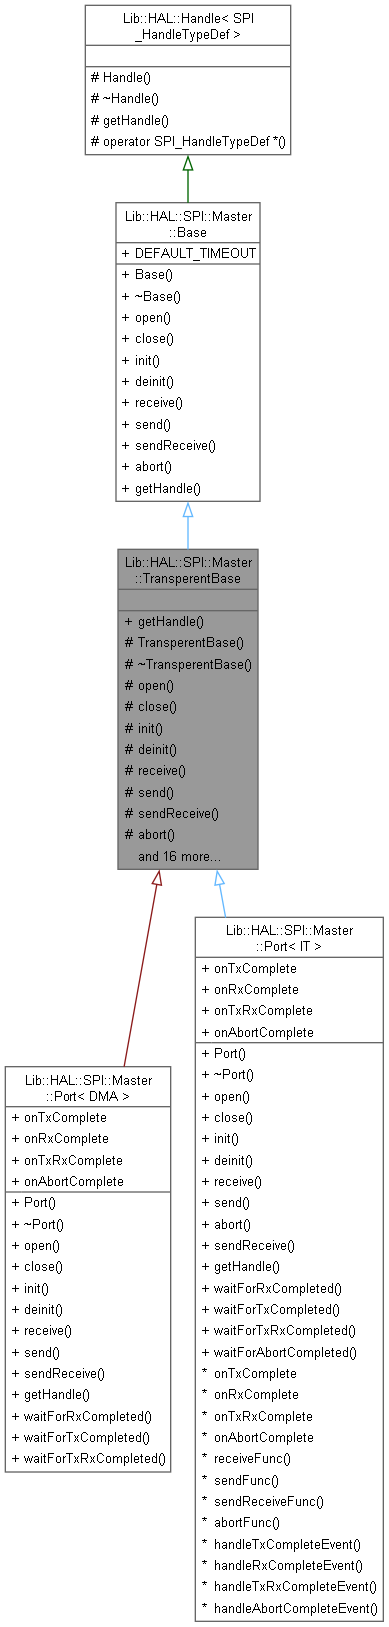 Lib::HAL::Handle< SPI
_HandleTypeDef >
# Handle()
# ~Handle()
# getHandle()
# operator SPI_HandleTypeDef *()
Lib::HAL::SPI::Master
::Base
+ DEFAULT_TIMEOUT
+ Base()
+ ~Base()
+ open()
+ close()
+ init()
+ deinit()
+ receive()
+ send()
+ sendReceive()
+ abort()
+ getHandle()
Lib::HAL::SPI::Master
::TransperentBase
+ getHandle()
# TransperentBase()
# ~TransperentBase()
# open()
# close()
# init()
# deinit()
# receive()
# send()
# sendReceive()
# abort()
and 16 more...
Lib::HAL::SPI::Master
::Port< DMA >
+ onTxComplete
+ onRxComplete
+ onTxRxComplete
+ onAbortComplete
+ Port()
+ ~Port()
+ open()
+ close()
+ init()
+ deinit()
+ receive()
+ send()
+ sendReceive()
+ getHandle()
+ waitForRxCompleted()
+ waitForTxCompleted()
+ waitForTxRxCompleted()
Lib::HAL::SPI::Master
::Port< IT >
+ onTxComplete
+ onRxComplete
+ onTxRxComplete
+ onAbortComplete
+ Port()
+ ~Port()
+ open()
+ close()
+ init()
+ deinit()
+ receive()
+ send()
+ abort()
+ sendReceive()
+ getHandle()
+ waitForRxCompleted()
+ waitForTxCompleted()
+ waitForTxRxCompleted()
+ waitForAbortCompleted()
* onTxComplete
* onRxComplete
* onTxRxComplete
* onAbortComplete
* receiveFunc()
* sendFunc()
* sendReceiveFunc()
* abortFunc()
* handleTxCompleteEvent()
* handleRxCompleteEvent()
* handleTxRxCompleteEvent()
* handleAbortCompleteEvent()